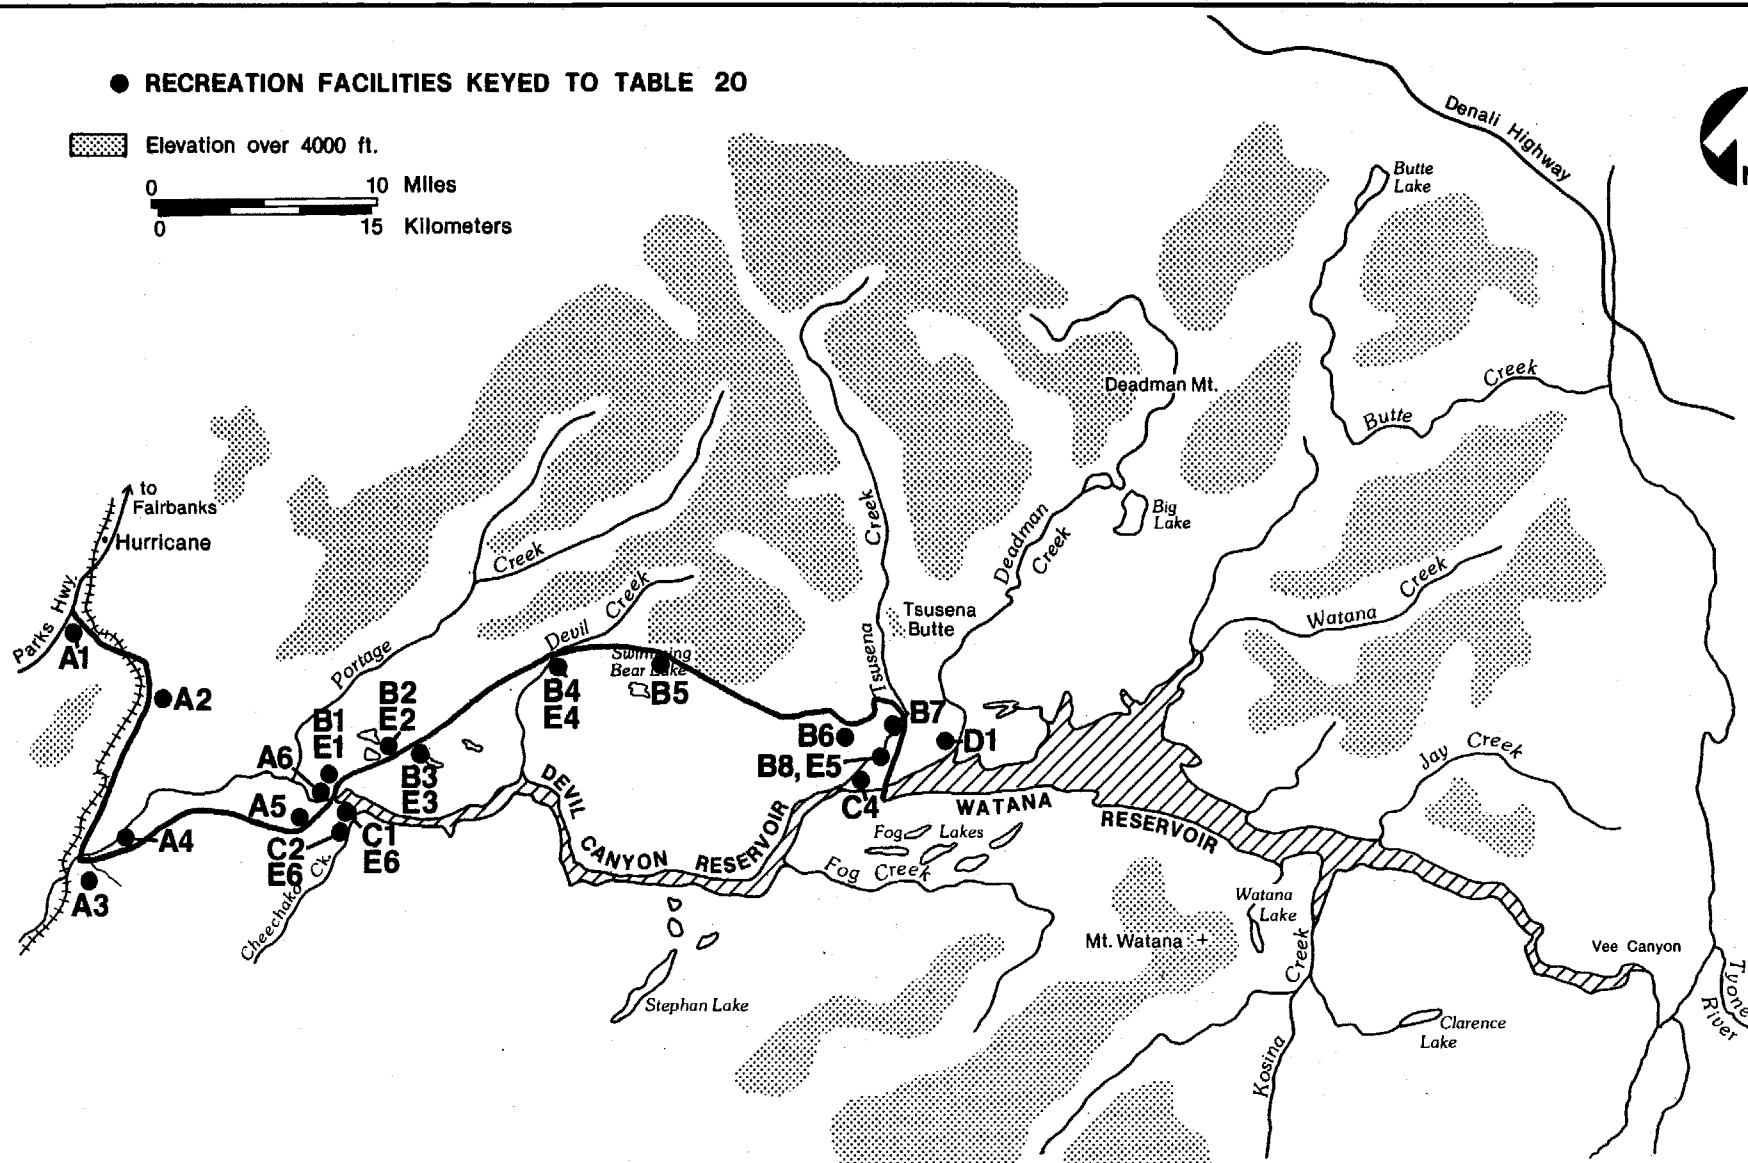 RECREATION FACILITIES KEYED TO TABLE 20
Elevation over 4000 ft.
0 10 Miles
0 15 Kilometers
Denali Highway
Butte
Lake
Deadman Mt.
Butte Creek
to
Fairbanks
Hurricane
Parks Hwy.
Big
Lake
Deadman
Creek
Tsusena Creek
Tsusena
Butte
Watana Creek
Portage Creek
Devil Creek
Swimming
Bear Lake
A1
A2
B1
E1
B2
E2
B4
E4
B5
B6
B7
D1
A6
B3
E3
B8, E5
C4
Jay Creek
A5
A4
C2
E6
C1
E6
A3
Cheechako Ck.
DEVIL
CANYON RESERVOIR
WATANA
RESERVOIR
Fog Lakes
Fog Creek
Watana
Lake
Mt. Watana +
Vee Canyon
Stephan Lake
Clarence
Lake
Kosina Creek
Tyone
River
N